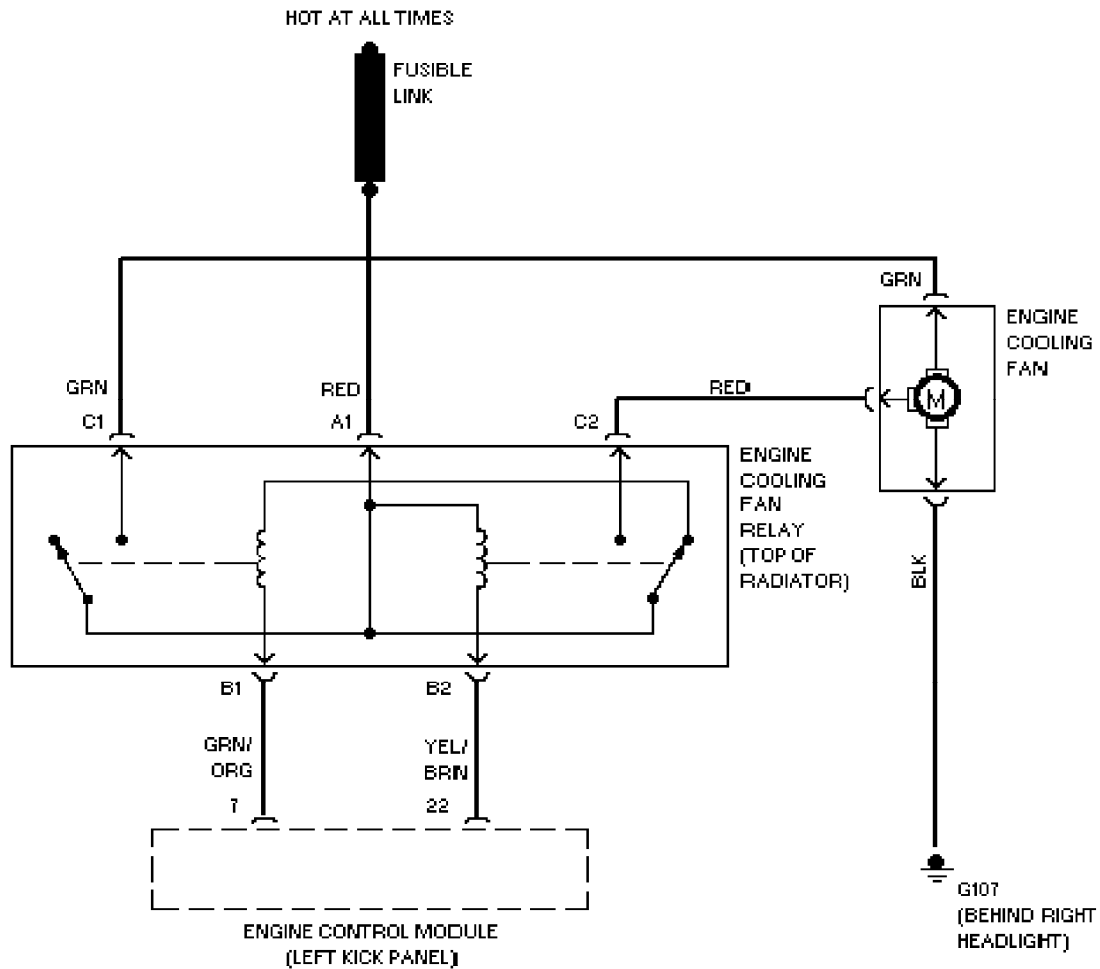 HOT AT ALL TIMES
FUSIBLE
LINK
GRN
ENGINE
COOLING
FAN
GRN
RED
RED
C1
A1
C2
M
ENGINE
COOLING
FAN
RELAY
(TOP OF
RADIATOR)
BLK
B1
B2
GRN/
ORG
YEL/
BRN
7
22
G107
(BEHIND RIGHT
HEADLIGHT)
ENGINE CONTROL MODULE
(LEFT KICK PANEL)